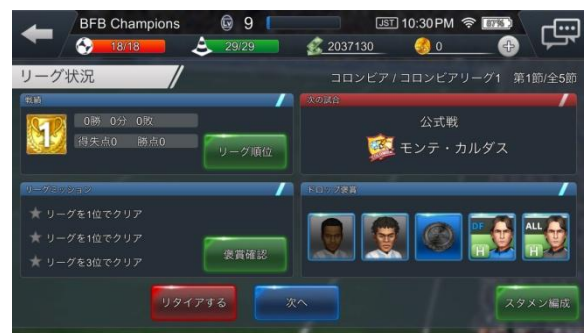 BFB Champions
Lv 9
JST 10:30 PM 87%
18/18
29/29
2037130
0
リーグ状況
コロンビア / コロンビアリーグ1 第1節/全5節
戦績
1
0勝 0分 0敗
得失点0 勝点0
リーグ順位
次の試合
公式戦
モンテ・カルダス
リーグミッション
★ リーグを1位でクリア
★ リーグを1位でクリア
★ リーグを3位でクリア
褒賞確認
ドロップ褒賞
DF
H
ALL
H
リタイアする
次へ
スタメン編成